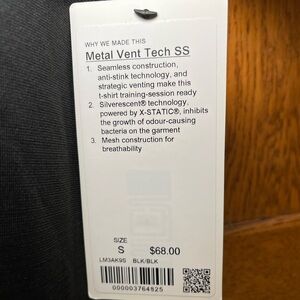 WHY WE MADE THIS
Metal Vent Tech SS
1. Seamless construction,
anti-stink technology, and
strategic venting make this
t-shirt training-session ready
2. Silverescent® technology,
powered by X-STATIC®, inhibits
the growth of odour-causing
bacteria on the garment
3. Mesh construction for
breathability
SIZE
S $68.00
LM3AK9S BLK/BLK
000003764825